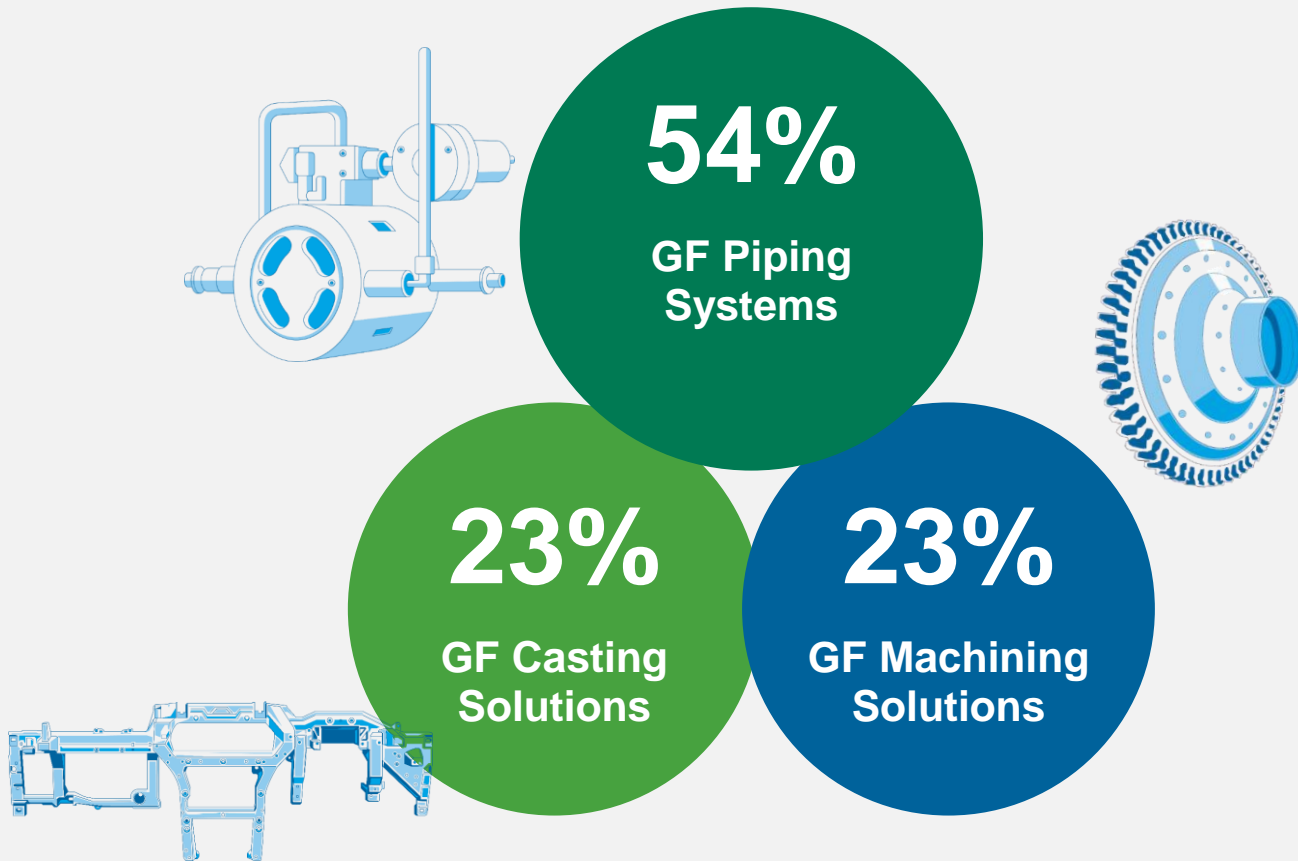 54%
GF Piping
Systems
23%
GF Casting
Solutions
23%
GF Machining
Solutions